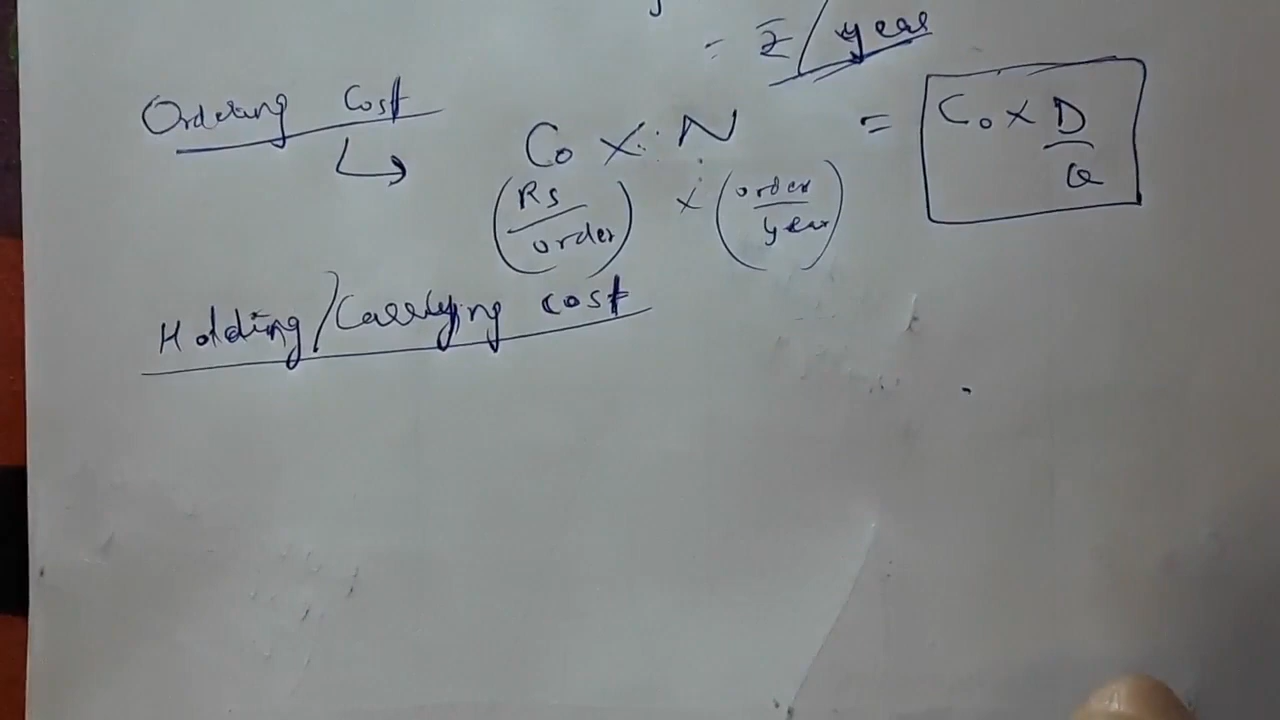 = ₹/year
Ordering Cost
Co x N = Co x D/Q
(Rs/order) x (order/year)
Holding/Carrying cost